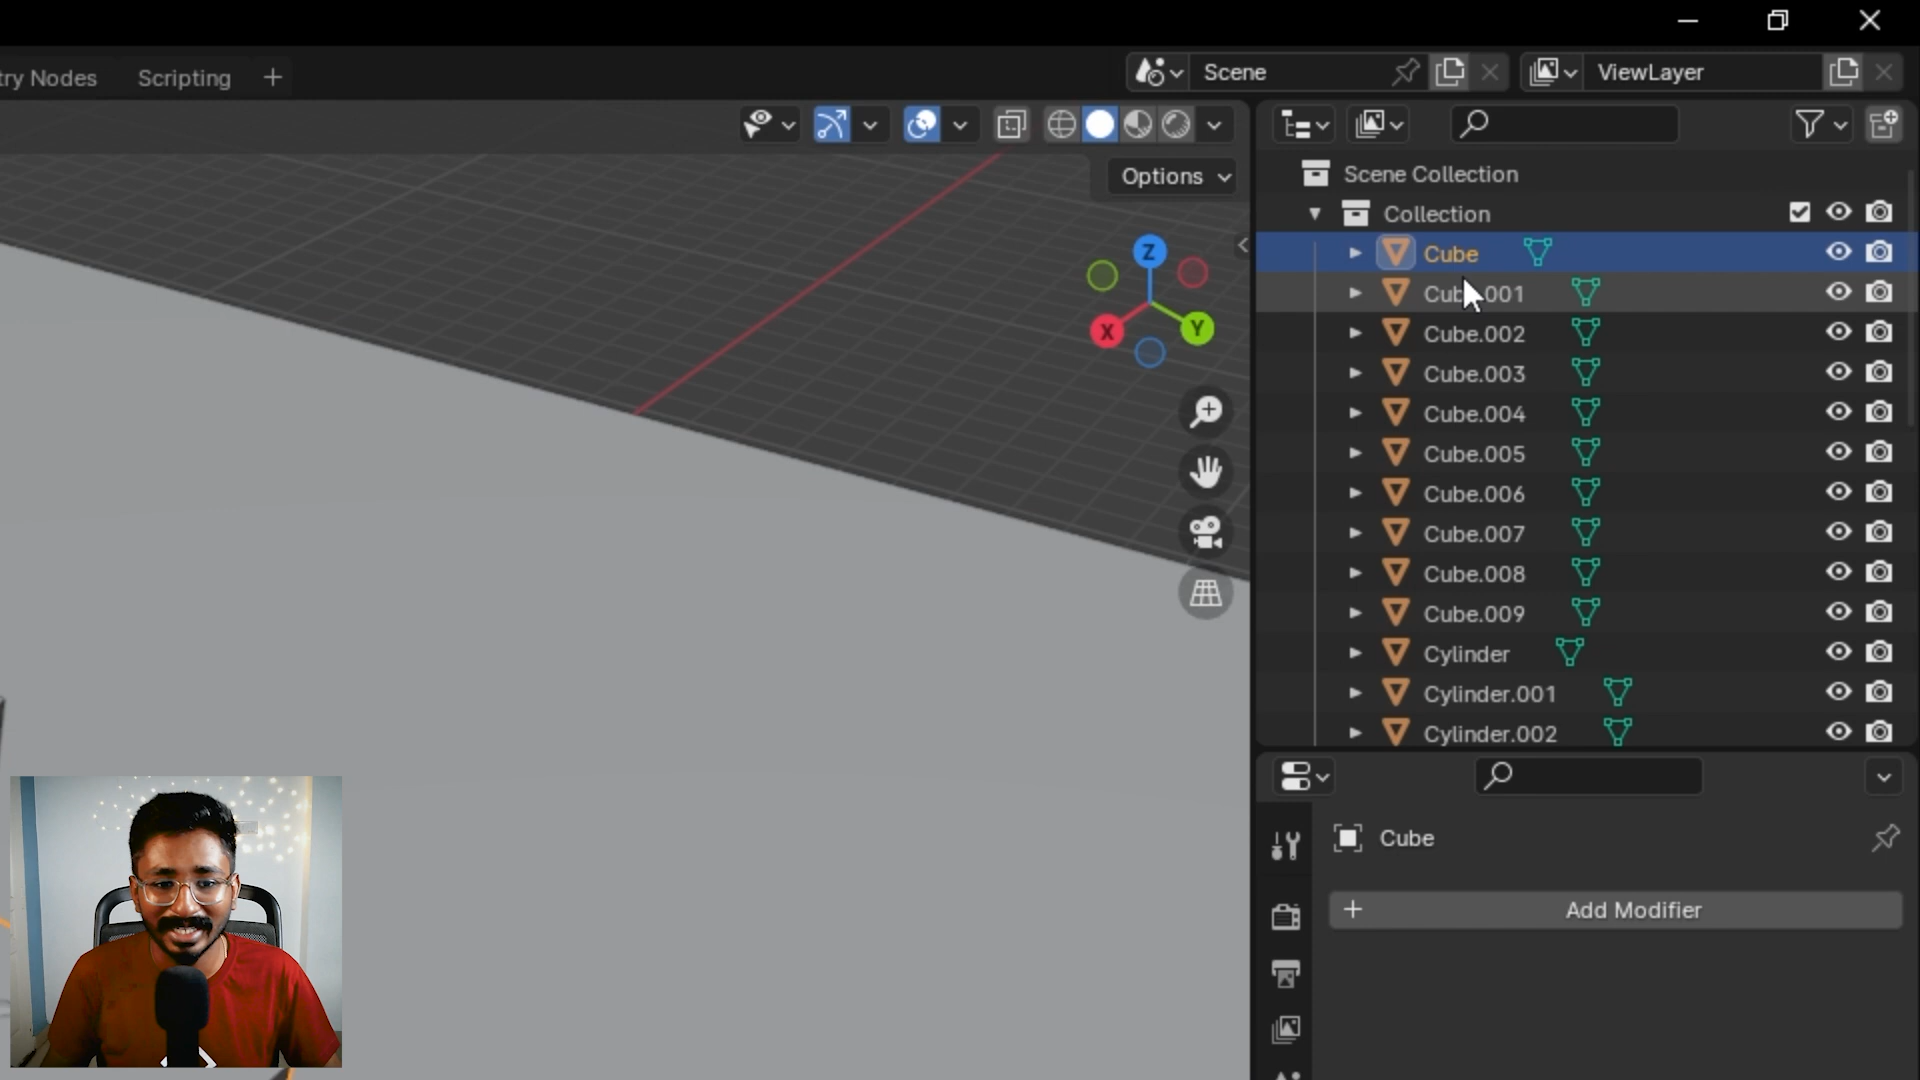 try Nodes Scripting +
Scene
ViewLayer
Options
Z
X
Y
Scene Collection
Collection
Cube
Cube.001
Cube.002
Cube.003
Cube.004
Cube.005
Cube.006
Cube.007
Cube.008
Cube.009
Cylinder
Cylinder.001
Cylinder.002
Cube
+ Add Modifier